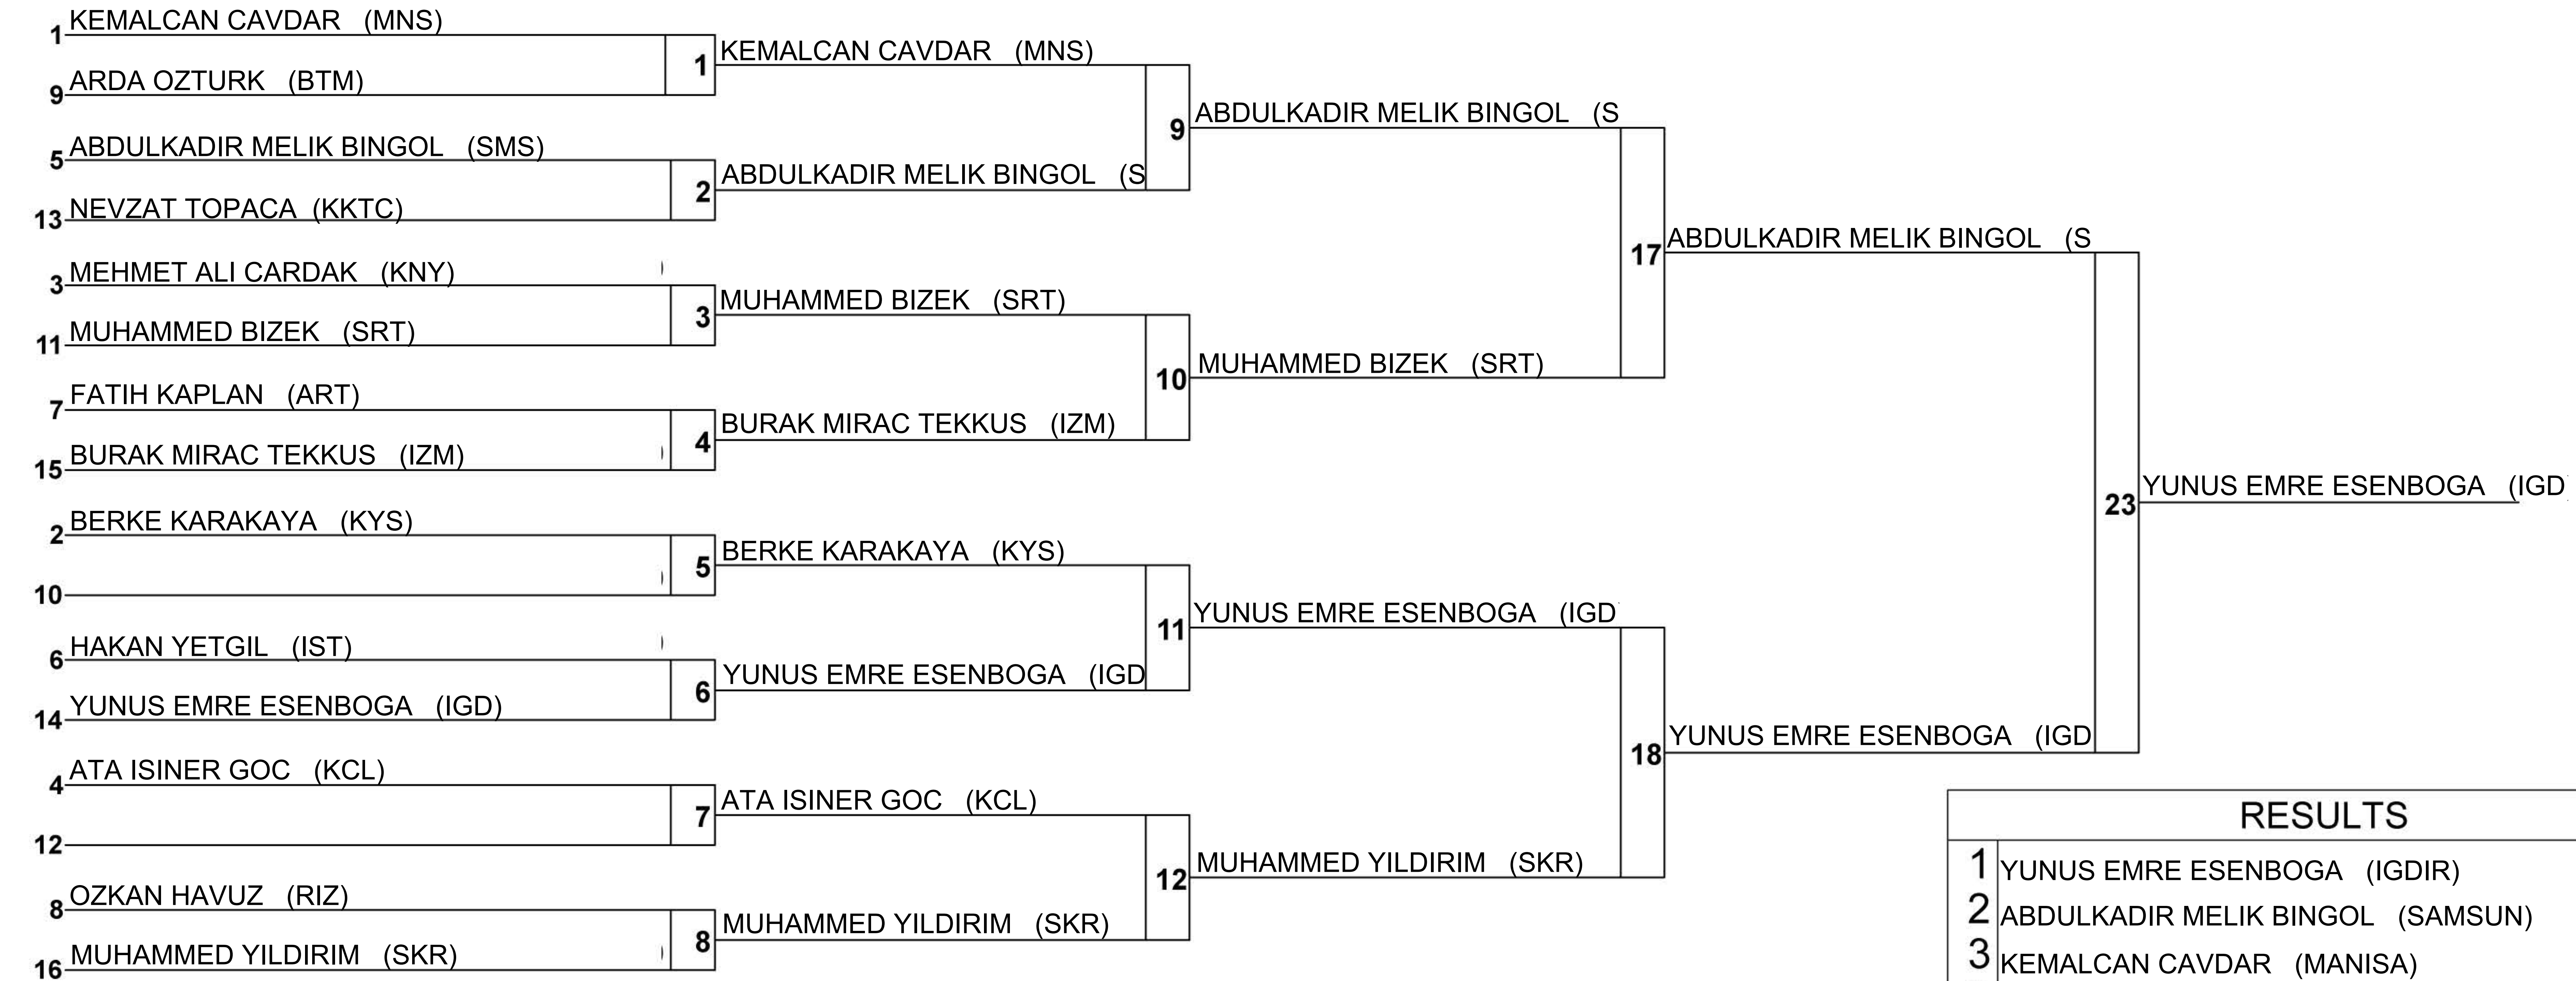 1 KEMALCAN CAVDAR (MNS)
9 ARDA OZTURK (BTM)
5 ABDULKADIR MELIK BINGOL (SMS)
13 NEVZAT TOPACA (KKTC)
3 MEHMET ALI CARDAK (KNY)
11 MUHAMMED BIZEK (SRT)
7 FATIH KAPLAN (ART)
15 BURAK MIRAC TEKKUS (IZM)
2 BERKE KARAKAYA (KYS)
10
6 HAKAN YETGIL (IST)
14 YUNUS EMRE ESENBOGA (IGD)
4 ATA ISINER GOC (KCL)
12
8 OZKAN HAVUZ (RIZ)
16 MUHAMMED YILDIRIM (SKR)
1 KEMALCAN CAVDAR (MNS)
2 ABDULKADIR MELIK BINGOL (S
3 MUHAMMED BIZEK (SRT)
4 BURAK MIRAC TEKKUS (IZM)
5 BERKE KARAKAYA (KYS)
6 YUNUS EMRE ESENBOGA (IGD
7 ATA ISINER GOC (KCL)
8 MUHAMMED YILDIRIM (SKR)
9 ABDULKADIR MELIK BINGOL (S
10 MUHAMMED BIZEK (SRT)
11 YUNUS EMRE ESENBOGA (IGD
12 MUHAMMED YILDIRIM (SKR)
17 ABDULKADIR MELIK BINGOL (S
18 YUNUS EMRE ESENBOGA (IGD
23 YUNUS EMRE ESENBOGA (IGD
RESULTS
1 YUNUS EMRE ESENBOGA (IGDIR)
2 ABDULKADIR MELIK BINGOL (SAMSUN)
3 KEMALCAN CAVDAR (MANISA)